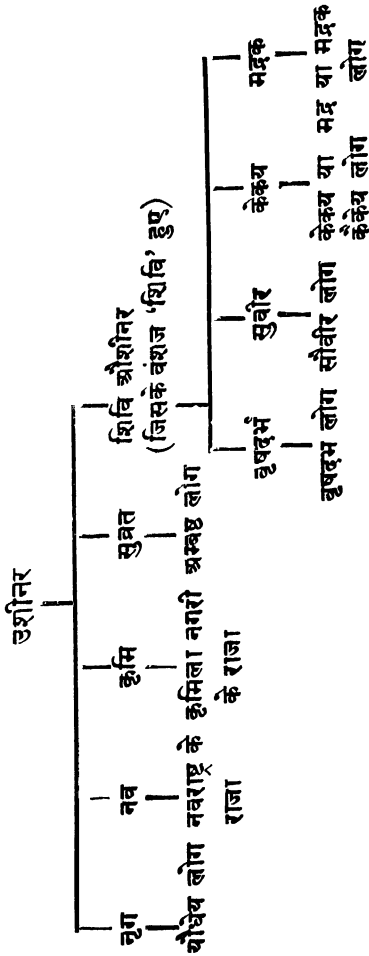 उशीनर
नृग नव कृमि सुव्रत शिवि औशीनर
(जिसके वंशज 'शिवि' हुए)
यौधेय लोग नवराष्ट्र के कृमिला नगरी अम्बष्ठ लोग
राजा के राजा
वृषदर्भ सुवीर केकय मद्रक
वृषदर्भ लोग सौवीर लोग केकय या मद्र या मद्रक
कैकेय लोग लोग